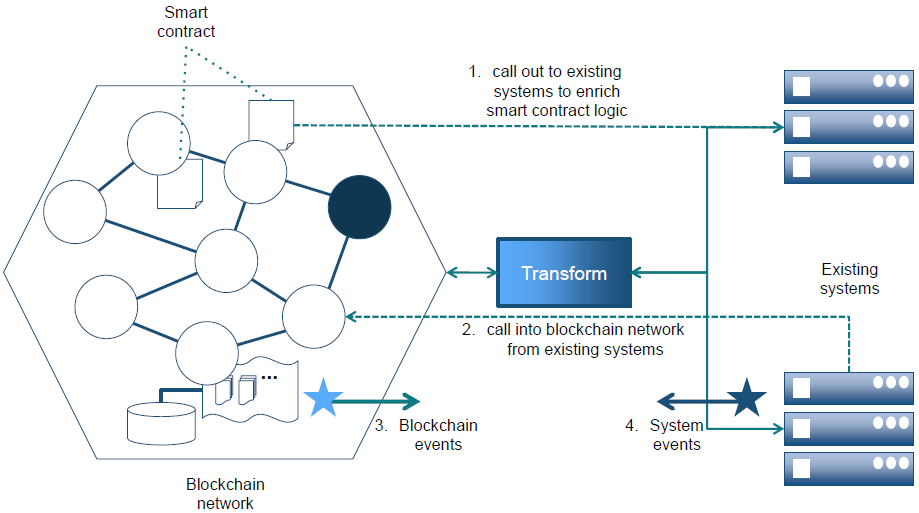 Smart
contract
1. call out to existing
systems to enrich
smart contract logic
Transform
Existing
systems
2. call into blockchain network
from existing systems
...
3. Blockchain
events
4. System
events
Blockchain
network